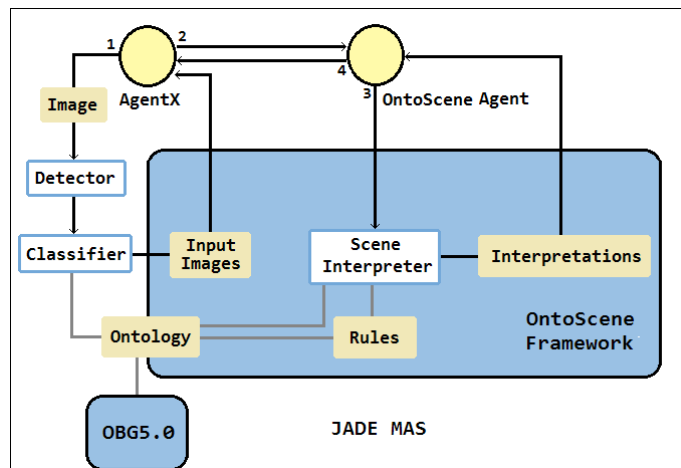 1
2
4
3
AgentX
OntoScene Agent
Image
Detector
Classifier
Input
Images
Scene
Interpreter
Interpretations
Ontology
Rules
OntoScene
Framework
OBG5.0
JADE MAS